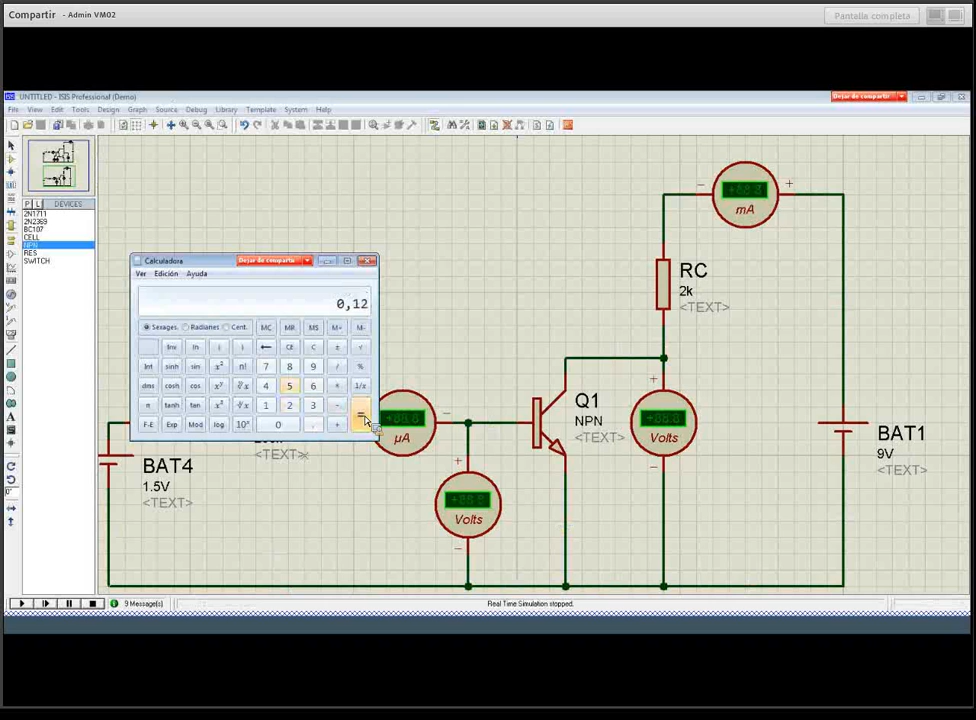 Compartir - Admin VM02
Pantalla completa
UNTITLED - ISIS Professional (Demo)
Dejar de compartir
File View Edit Tools Design Graph Source Debug Library Template System Help
P L DEVICES
2N1711
2N2369
BC107
CELL
NPN
RES
SWITCH
Calculadora
Dejar de comparti
Ver Edición Ayuda
0,12
Sexages. Radianes Cent. MC MR MS M+ M-
Inv ln ( ) ← CE C ± √
Int sinh sin x² n! 7 8 9 / %
dms cosh cos 4 5 6 * 1/x
π tanh tan x³ 1 2 3 - =
F-E Exp Mod log 10ˣ 0 , +
mA
- +
RC
2k
<TEXT>
µA
-
Q1
NPN
<TEXT>
+
Volts
-
BAT1
9V
<TEXT>
BAT4
1.5V
<TEXT>
<TEXT>
+
Volts
-
9 Message(s)
Real Time Simulation stopped.